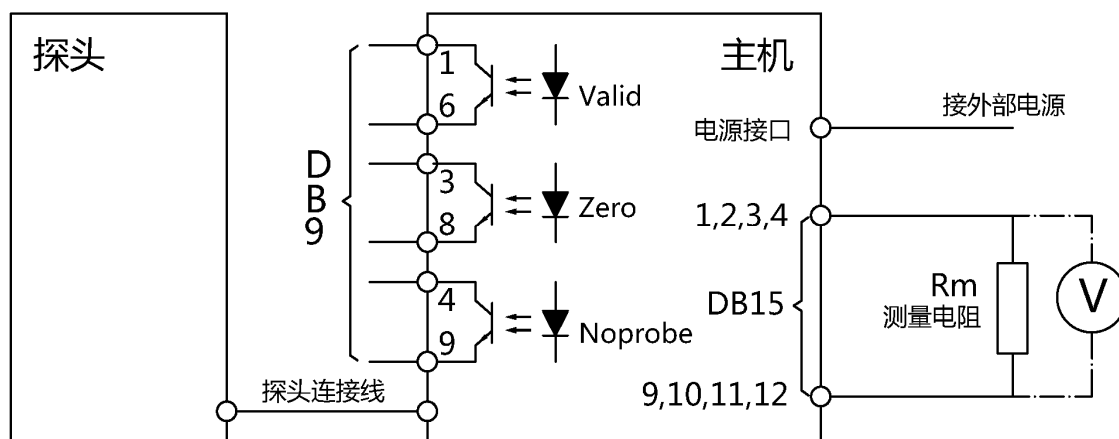 探头
主机
1
6
Valid
接外部电源
电源接口
DB9
3
8
Zero
1,2,3,4
4
9
Noprobe
DB15
Rm
测量电阻
V
9,10,11,12
探头连接线